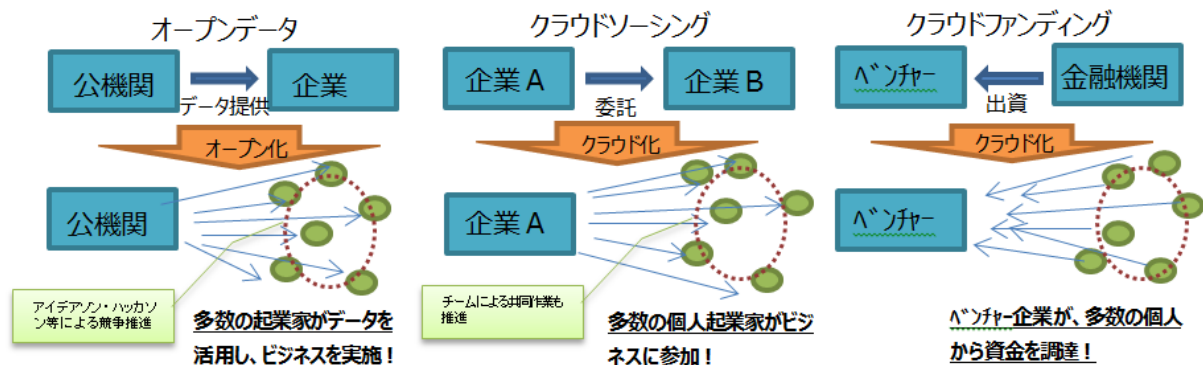 オープンデータ
公機関
企業
データ提供
オープン化
公機関
アイデアソン・ハッカソ
ン等による競争推進
多数の起業家がデータを
活用し、ビジネスを実施！
クラウドソーシング
企業A
企業B
委託
クラウド化
企業A
チームによる共同作業も
推進
多数の個人起業家がビジ
ネスに参加！
クラウドファンディング
ﾍﾞﾝﾁｬｰ
金融機関
出資
クラウド化
ﾍﾞﾝﾁｬｰ
ﾍﾞﾝﾁｬｰ企業が、多数の個人
から資金を調達！